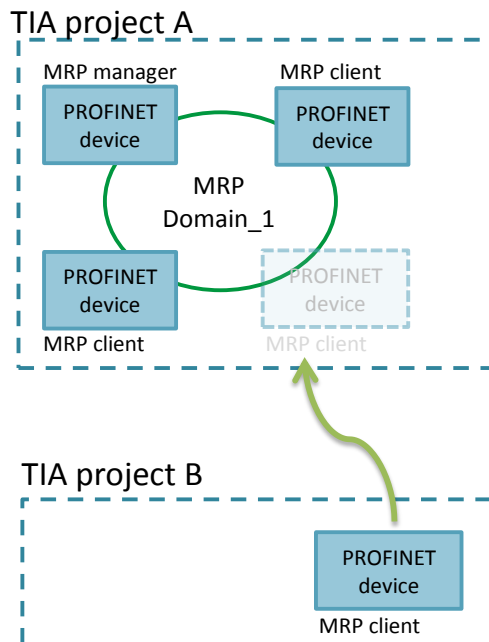 TIA project A
MRP manager
MRP client
PROFINET
device
PROFINET
device
MRP
Domain_1
PROFINET
device
MRP client
PROFINET
device
MRP client
TIA project B
PROFINET
device
MRP client